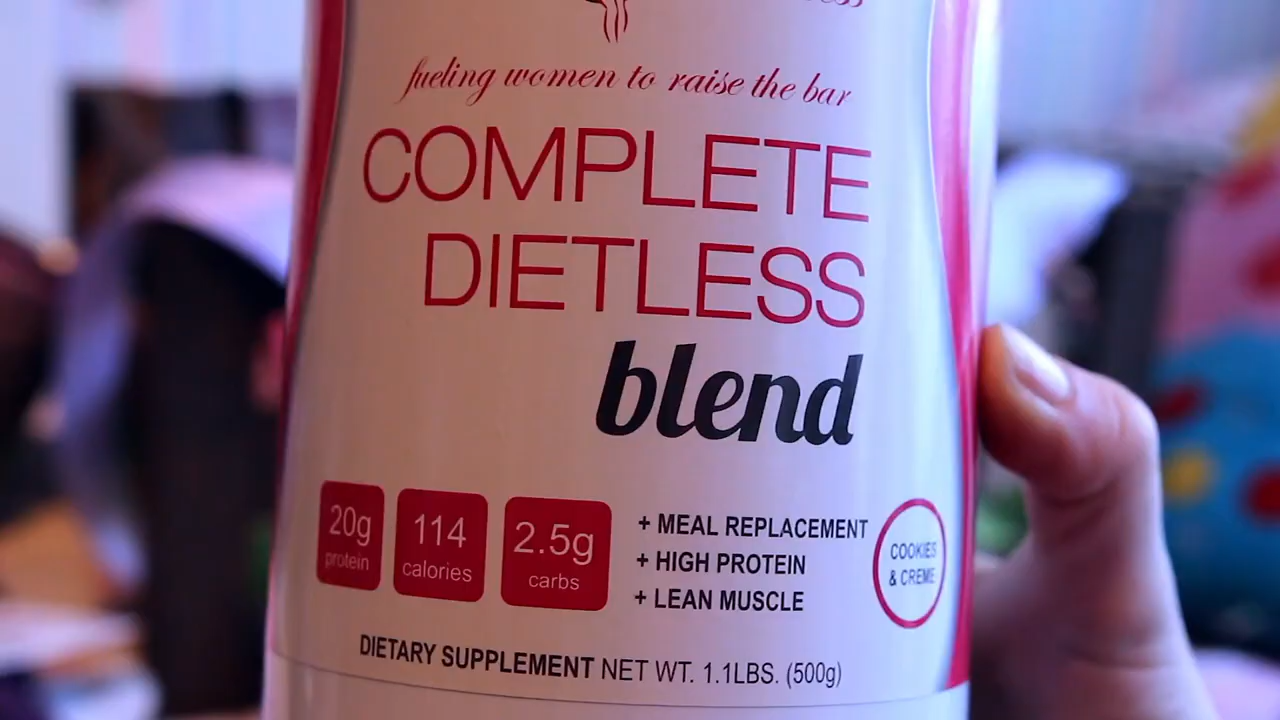 fueling women to raise the bar
COMPLETE
DIETLESS
blend
20g
protein
114
calories
2.5g
carbs
+ MEAL REPLACEMENT
+ HIGH PROTEIN
+ LEAN MUSCLE
COOKIES
& CREME
DIETARY SUPPLEMENT NET WT. 1.1LBS. (500g)